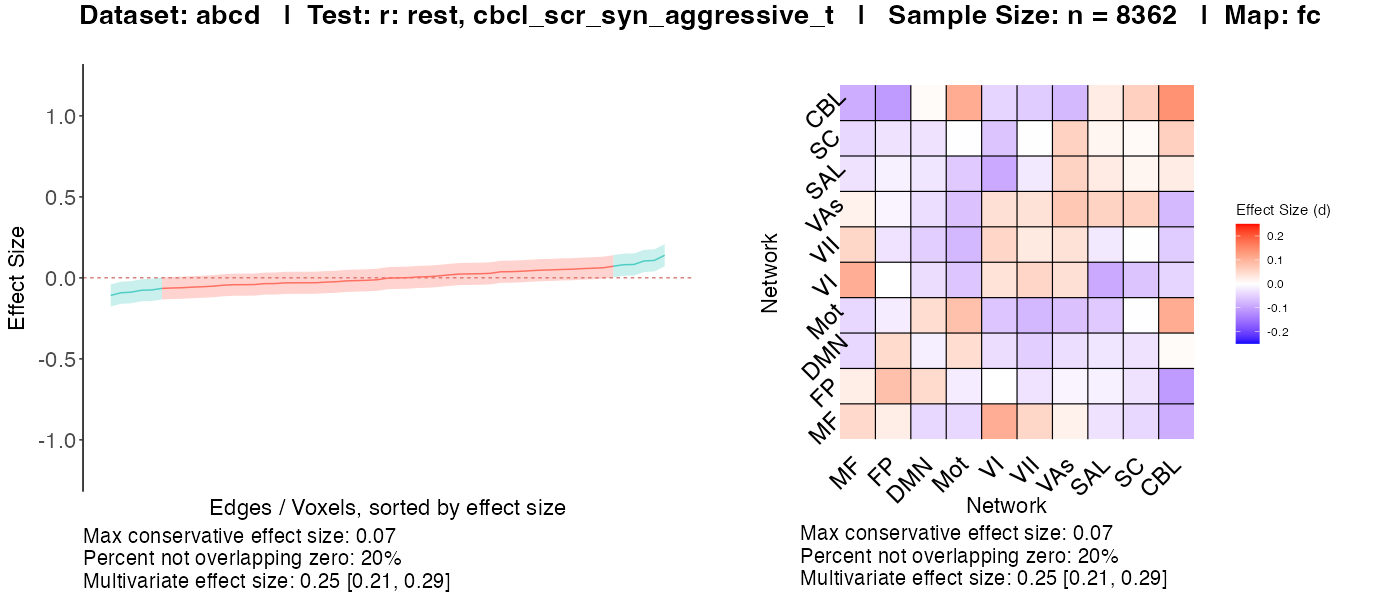 Dataset: abcd | Test: r: rest, cbcl_scr_syn_aggressive_t | Sample Size: n = 8362 | Map: fc
Effect Size
1.0
0.5
0.0
-0.5
-1.0
Edges / Voxels, sorted by effect size
Max conservative effect size: 0.07
Percent not overlapping zero: 20%
Multivariate effect size: 0.25 [0.21, 0.29]
Network
CBL
SC
SAL
VAs
VII
VI
Mot
DMN
FP
MF
MF
FP
DMN
Mot
VI
VII
VAs
SAL
SC
CBL
Network
Max conservative effect size: 0.07
Percent not overlapping zero: 20%
Multivariate effect size: 0.25 [0.21, 0.29]
Effect Size (d)
0.2
0.1
0.0
-0.1
-0.2